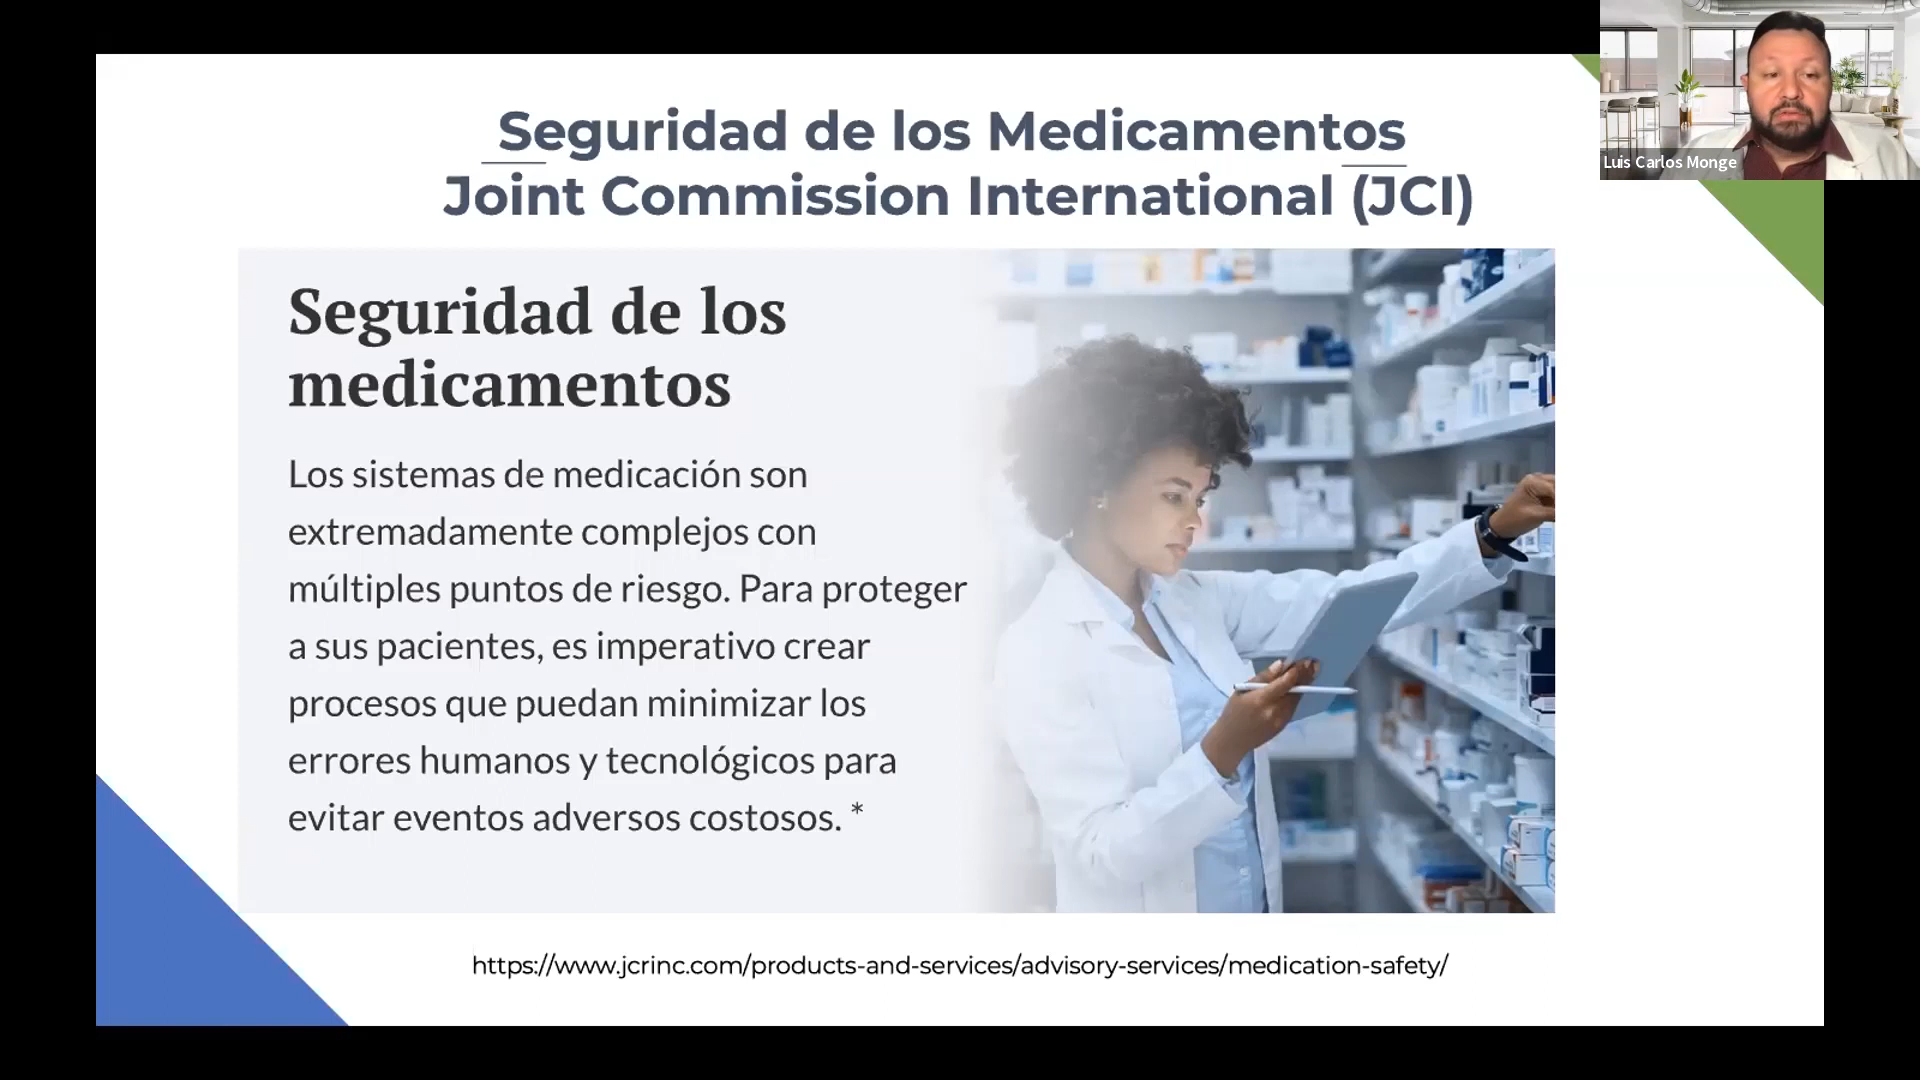 Seguridad de los Medicamentos
Joint Commission International (JCI)
Luis Carlos Monge
Seguridad de los
medicamentos
Los sistemas de medicación son
extremadamente complejos con
múltiples puntos de riesgo. Para proteger
a sus pacientes, es imperativo crear
procesos que puedan minimizar los
errores humanos y tecnológicos para
evitar eventos adversos costosos. *
https://www.jcrinc.com/products-and-services/advisory-services/medication-safety/